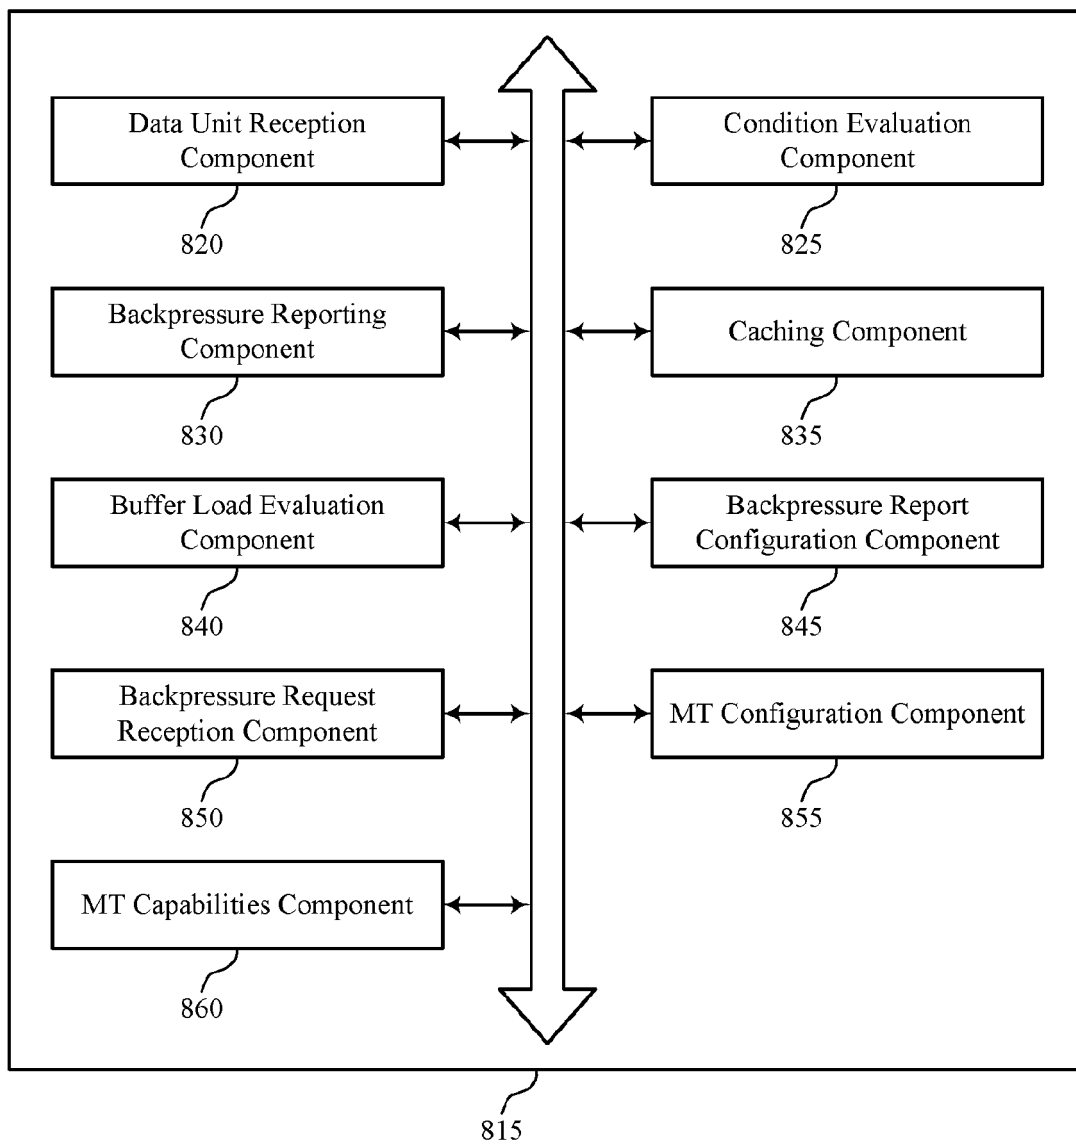 Data Unit Reception
Component
820
Condition Evaluation
Component
825
Backpressure Reporting
Component
830
Caching Component
835
Buffer Load Evaluation
Component
840
Backpressure Report
Configuration Component
845
Backpressure Request
Reception Component
850
MT Configuration Component
855
MT Capabilities Component
860
815